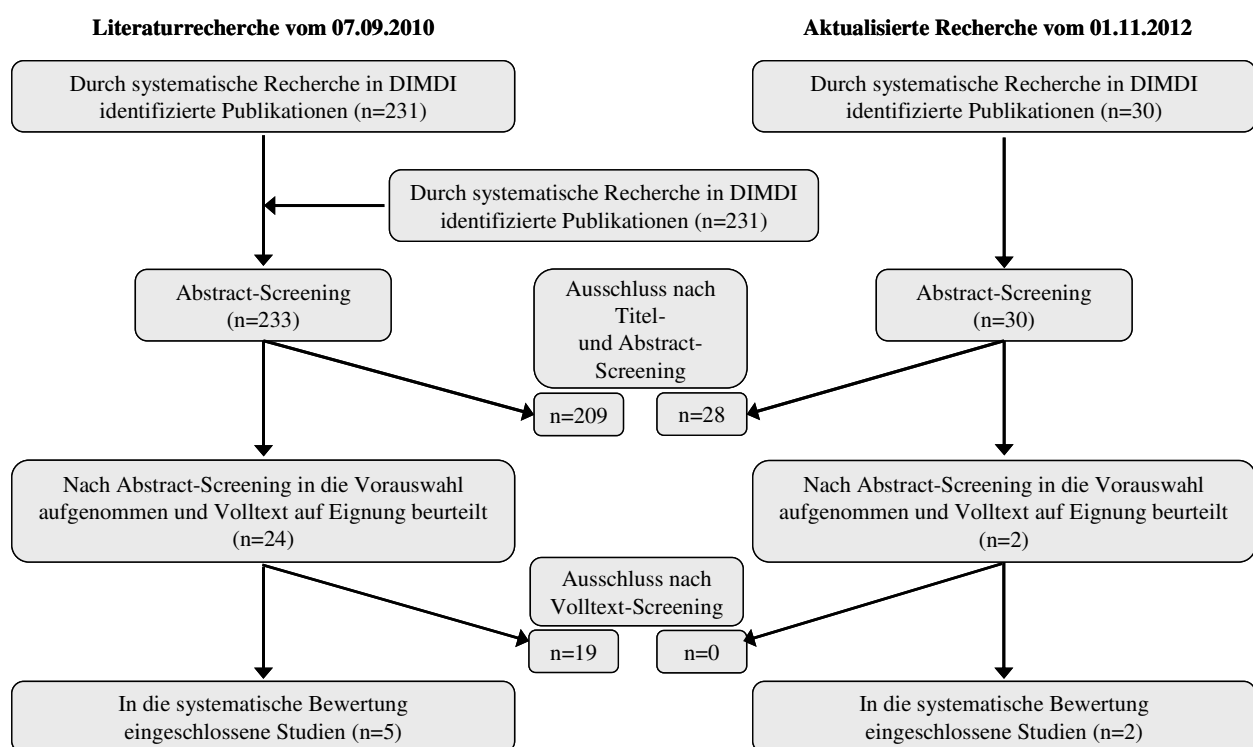 Literaturrecherche vom 07.09.2010
Durch systematische Recherche in DIMDI
identifizierte Publikationen (n=231)
Durch systematische Recherche in DIMDI
identifizierte Publikationen (n=231)
Abstract-Screening
(n=233)
Ausschluss nach
Titel-
und Abstract-
Screening
n=209
n=28
Nach Abstract-Screening in die Vorauswahl
aufgenommen und Volltext auf Eignung beurteilt
(n=24)
Ausschluss nach
Volltext-Screening
n=19
n=0
In die systematische Bewertung
eingeschlossene Studien (n=5)
Aktualisierte Recherche vom 01.11.2012
Durch systematische Recherche in DIMDI
identifizierte Publikationen (n=30)
Abstract-Screening
(n=30)
Nach Abstract-Screening in die Vorauswahl
aufgenommen und Volltext auf Eignung beurteilt
(n=2)
In die systematische Bewertung
eingeschlossene Studien (n=2)